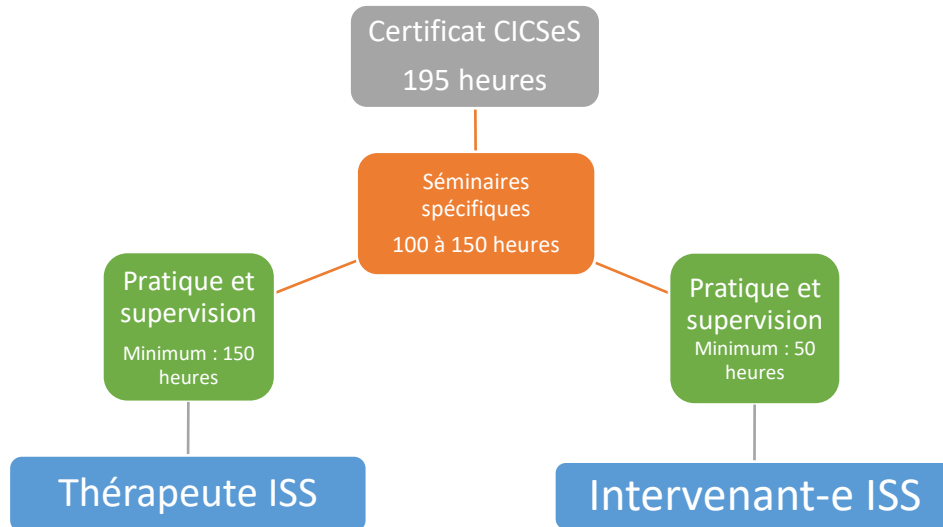 Certificat CICSeS
195 heures
Séminaires
spécifiques
100 à 150 heures
Pratique et
supervision
Minimum : 150
heures
Pratique et
supervision
Minimum : 50
heures
Thérapeute ISS
Intervenant-e ISS